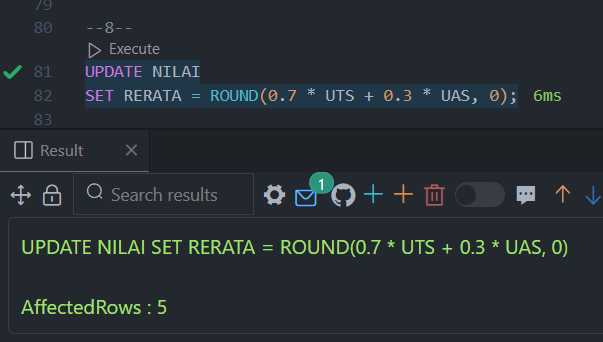 79
80 --8--
Execute
81 UPDATE NILAI
82 SET RERATA = ROUND(0.7 * UTS + 0.3 * UAS, 0); 6ms
83
Result
Search results
1
UPDATE NILAI SET RERATA = ROUND(0.7 * UTS + 0.3 * UAS, 0)
AffectedRows : 5